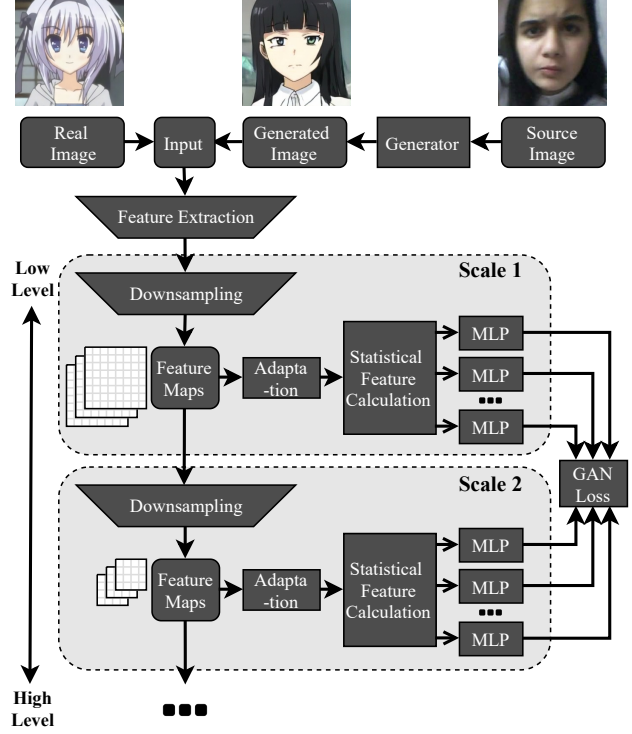 Real
Image
Input
Generated
Image
Generator
Source
Image
Feature Extraction
Low
Level
Scale 1
Downsampling
Feature
Maps
Adapta
-tion
Statistical
Feature
Calculation
MLP
MLP
MLP
GAN
Loss
Scale 2
Downsampling
Feature
Maps
Adapta
-tion
Statistical
Feature
Calculation
MLP
MLP
MLP
High
Level